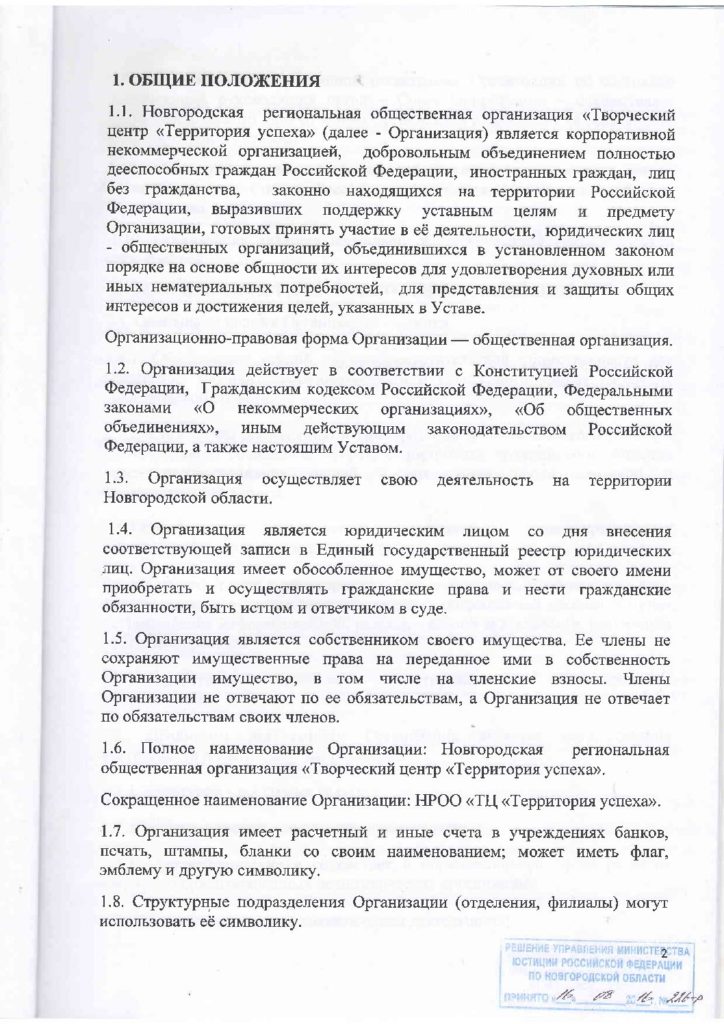 1. ОБЩИЕ ПОЛОЖЕНИЯ
1.1. Новгородская региональная общественная организация «Творческий
центр «Территория успеха» (далее - Организация) является корпоративной
некоммерческой организацией, добровольным объединением полностью
дееспособных граждан Российской Федерации, иностранных граждан, лиц
без гражданства, законно находящихся на территории Российской
Федерации, выразивших поддержку уставным целям и предмету
Организации, готовых принять участие в её деятельности, юридических лиц
- общественных организаций, объединившихся в установленном законом
порядке на основе общности их интересов для удовлетворения духовных или
иных нематериальных потребностей, для представления и защиты общих
интересов и достижения целей, указанных в Уставе.
Организационно-правовая форма Организации — общественная организация.
1.2. Организация действует в соответствии с Конституцией Российской
Федерации, Гражданским кодексом Российской Федерации, Федеральными
законами «О некоммерческих организациях», «Об общественных
объединениях», иным действующим законодательством Российской
Федерации, а также настоящим Уставом.
1.3. Организация осуществляет свою деятельность на территории
Новгородской области.
1.4. Организация является юридическим лицом со дня внесения
соответствующей записи в Единый государственный реестр юридических
лиц. Организация имеет обособленное имущество, может от своего имени
приобретать и осуществлять гражданские права и нести гражданские
обязанности, быть истцом и ответчиком в суде.
1.5. Организация является собственником своего имущества. Ее члены не
сохраняют имущественные права на переданное ими в собственность
Организации имущество, в том числе на членские взносы. Члены
Организации не отвечают по ее обязательствам, а Организация не отвечает
по обязательствам своих членов.
1.6. Полное наименование Организации: Новгородская региональная
общественная организация «Творческий центр «Территория успеха».
Сокращенное наименование Организации: НРОО «ТЦ «Территория успеха».
1.7. Организация имеет расчетный и иные счета в учреждениях банков,
печать, штампы, бланки со своим наименованием; может иметь флаг,
эмблему и другую символику.
1.8. Структурные подразделения Организации (отделения, филиалы) могут
использовать её символику.
2
РЕШЕНИЕ УПРАВЛЕНИЯ МИНИСТЕРСТВА
ЮСТИЦИИ РОССИЙСКОЙ ФЕДЕРАЦИИ
ПО НОВГОРОДСКОЙ ОБЛАСТИ
ПРИНЯТО «16» 08 2016 г. №